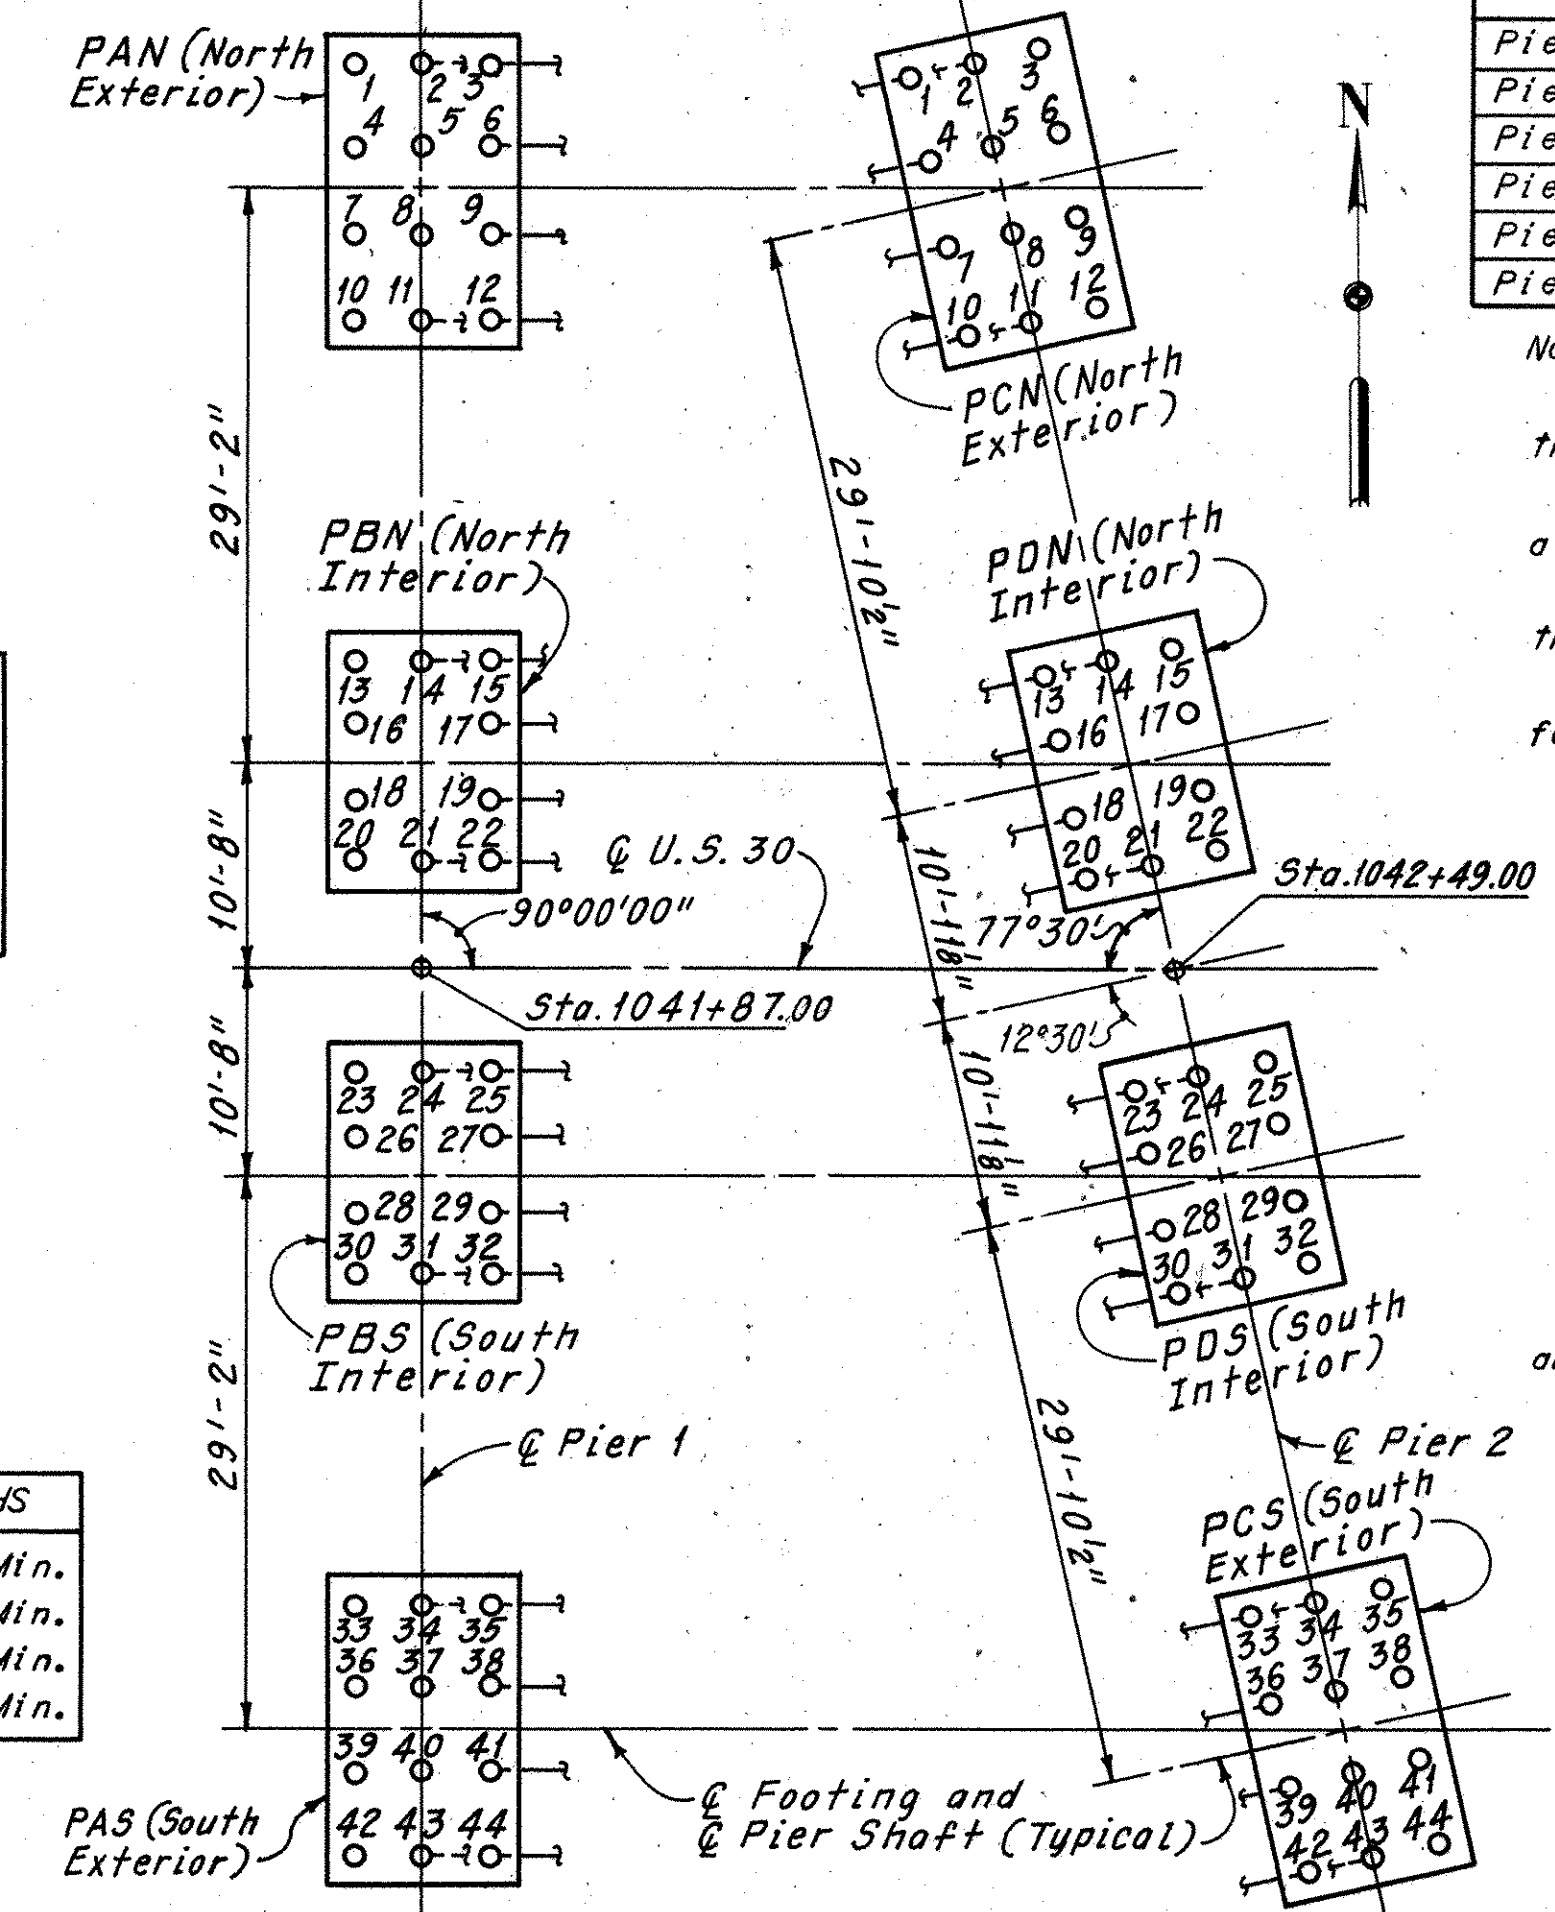 PAN (North
Exterior)
1 2 3
4 5 6
7 8 9
10 11 12
29'-2"
PBN (North
Interior)
13 14 15
16 17
18 19
20 21 22
10'-8"
90°00'00"
℄ U.S. 30
Sta. 1041+87.00
10'-8"
23 24 25
26 27
28 29
30 31 32
PBS (South
Interior)
29'-2"
℄ Pier 1
33 34 35
36 37 38
39 40 41
42 43 44
PAS (South
Exterior)
℄ Footing and
℄ Pier Shaft (Typical)
1 2 3
4 5 6
7 8 9
10 11 12
PCN (North
Exterior)
29'-10½"
PDN (North
Interior)
13 14 15
16 17
18 19
20 21 22
10'-11⅛"
77°30'
Sta. 1042+49.00
12°30'
10'-11⅛"
23 24 25
26 27
28 29
30 31 32
PDS (South
Interior)
29'-10½"
℄ Pier 2
PCS (South
Exterior)
33 34 35
36 37 38
39 40 41
42 43 44
N
Pie
Pie
Pie
Pie
Pie
Pie
No
th
a
th
fo
Min.
Min.
Min.
Min.